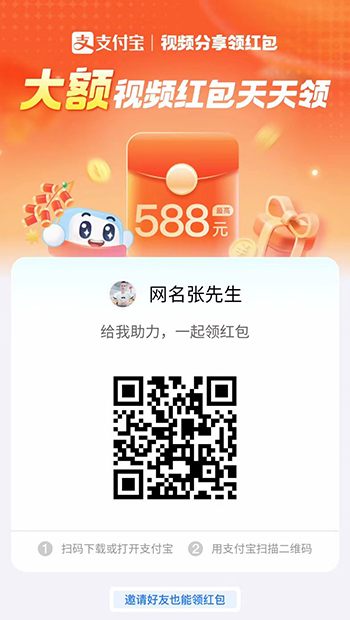 支付宝 | 视频分享领红包
大额视频红包天天领
588元 最高
网名张先生
给我助力，一起领红包
1 扫码下载或打开支付宝 2 用支付宝扫描二维码
邀请好友也能领红包